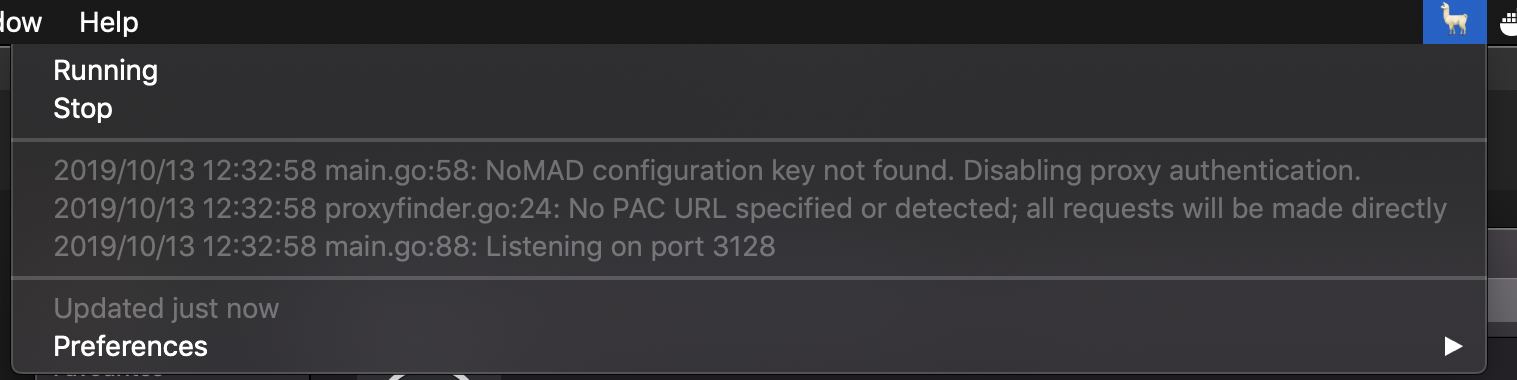 Help
Running
Stop
2019/10/13 12:32:58 main.go:58: NoMAD configuration key not found. Disabling proxy authentication.
2019/10/13 12:32:58 proxyfinder.go:24: No PAC URL specified or detected; all requests will be made directly
2019/10/13 12:32:58 main.go:88: Listening on port 3128
Updated just now
Preferences